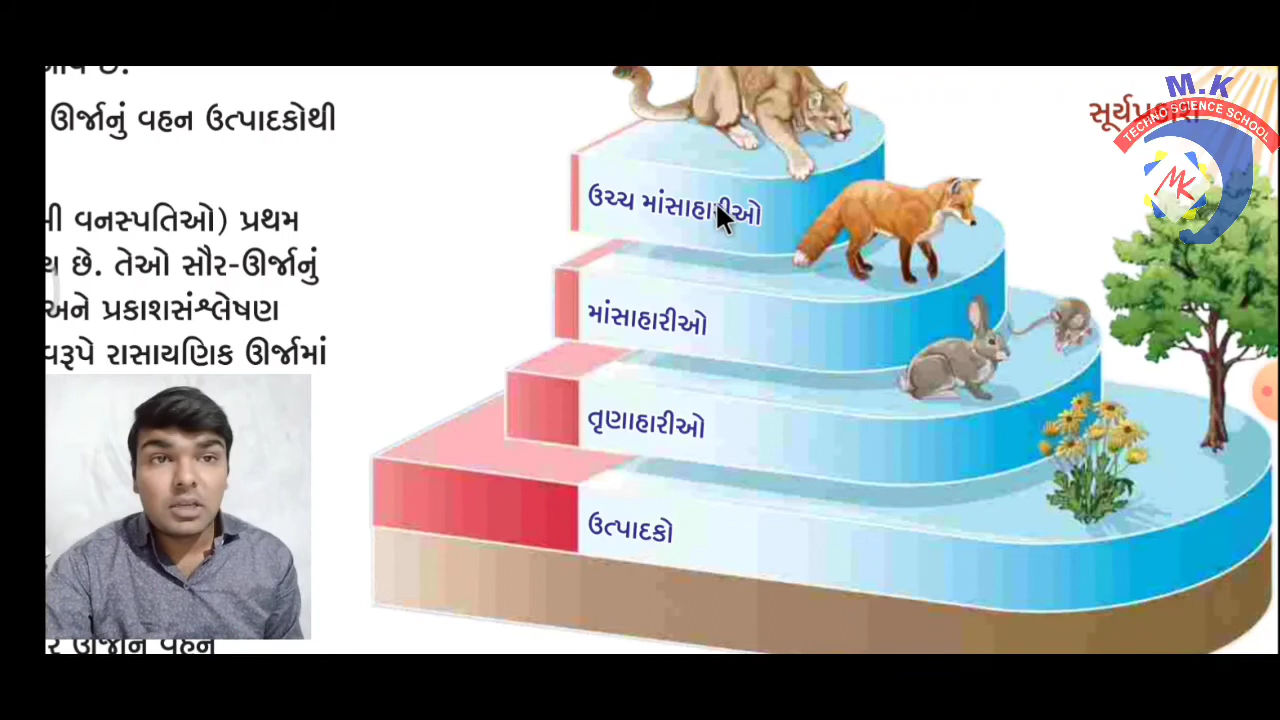 છે.
ઊર્જાનું વહન ઉત્પાદકોથી
વનસ્પતિઓ) પ્રથમ
છે. તેઓ સૌર-ઊર્જાનું
અને પ્રકાશસંશ્લેષણ
રાસાયણિક ઊર્જામાં
ઉચ્ચ માંસાહારીઓ
માંસાહારીઓ
તૃણાહારીઓ
ઉત્પાદકો
M.K
TECHNO SCIENCE SCHOOL
MK